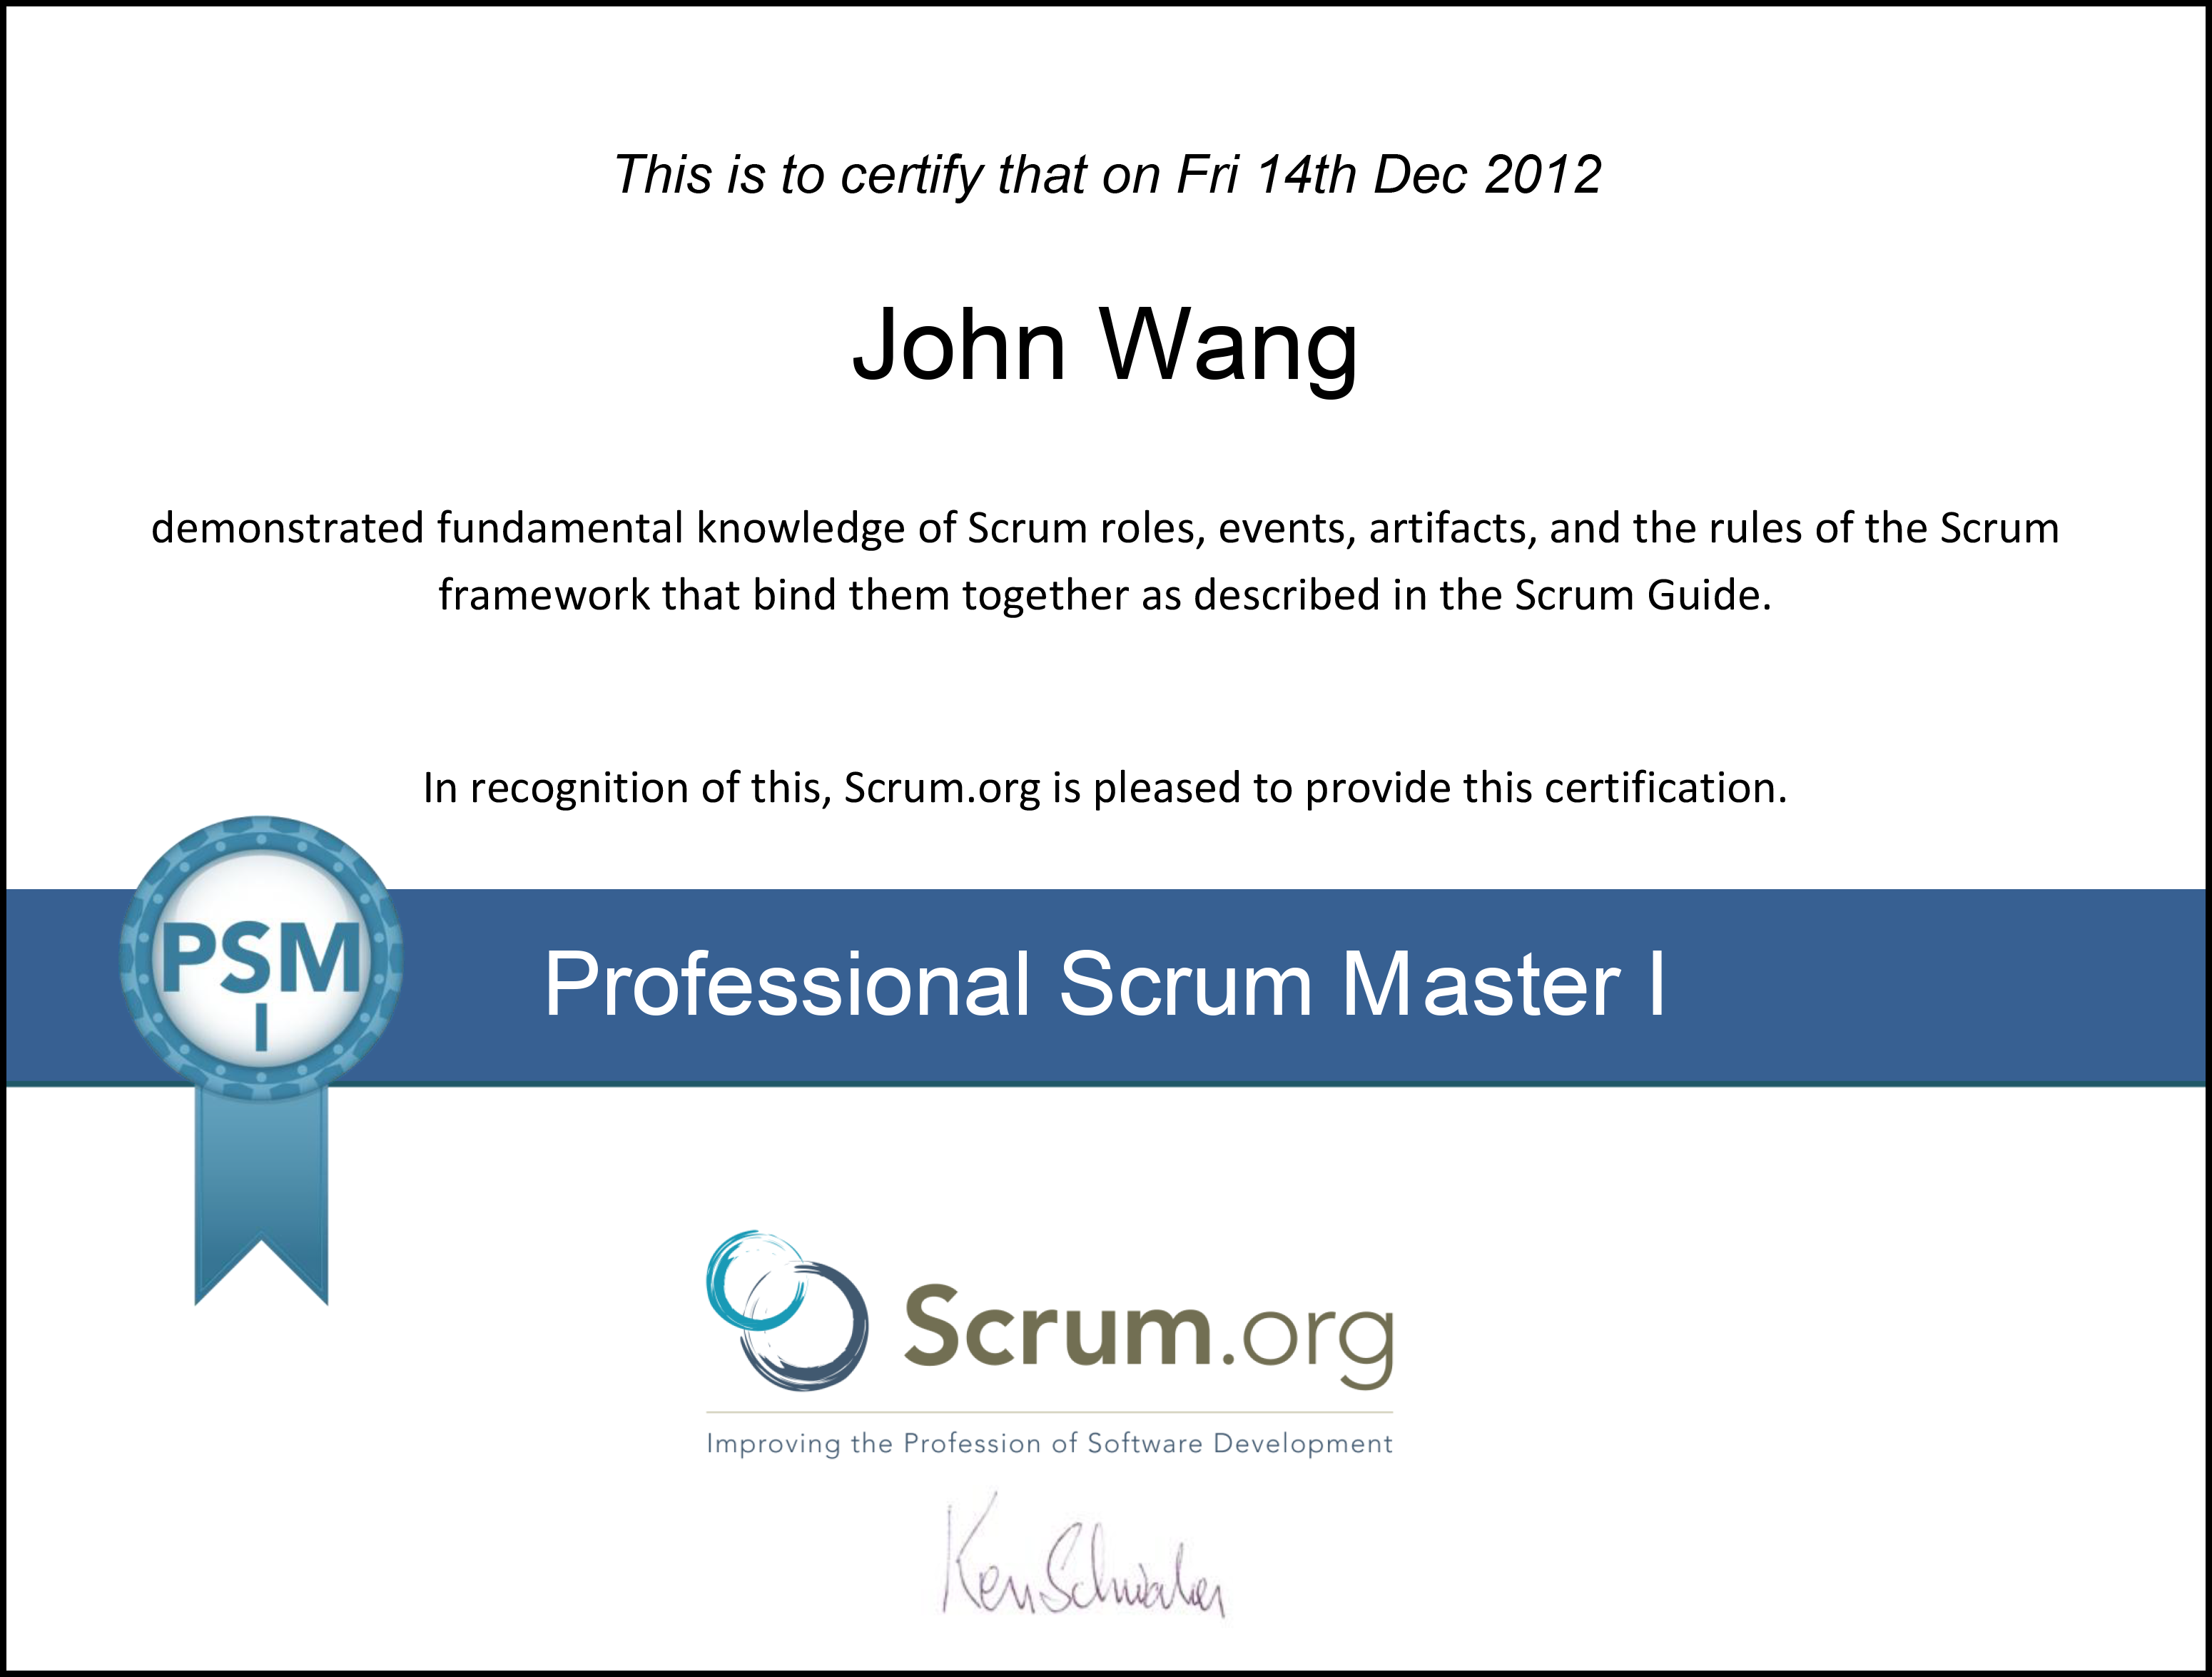 This is to certify that on Fri 14th Dec 2012
John Wang
demonstrated fundamental knowledge of Scrum roles, events, artifacts, and the rules of the Scrum
framework that bind them together as described in the Scrum Guide.
In recognition of this, Scrum.org is pleased to provide this certification.
PSM
I
Professional Scrum Master I
Scrum.org
Improving the Profession of Software Development
Ken Schwaber